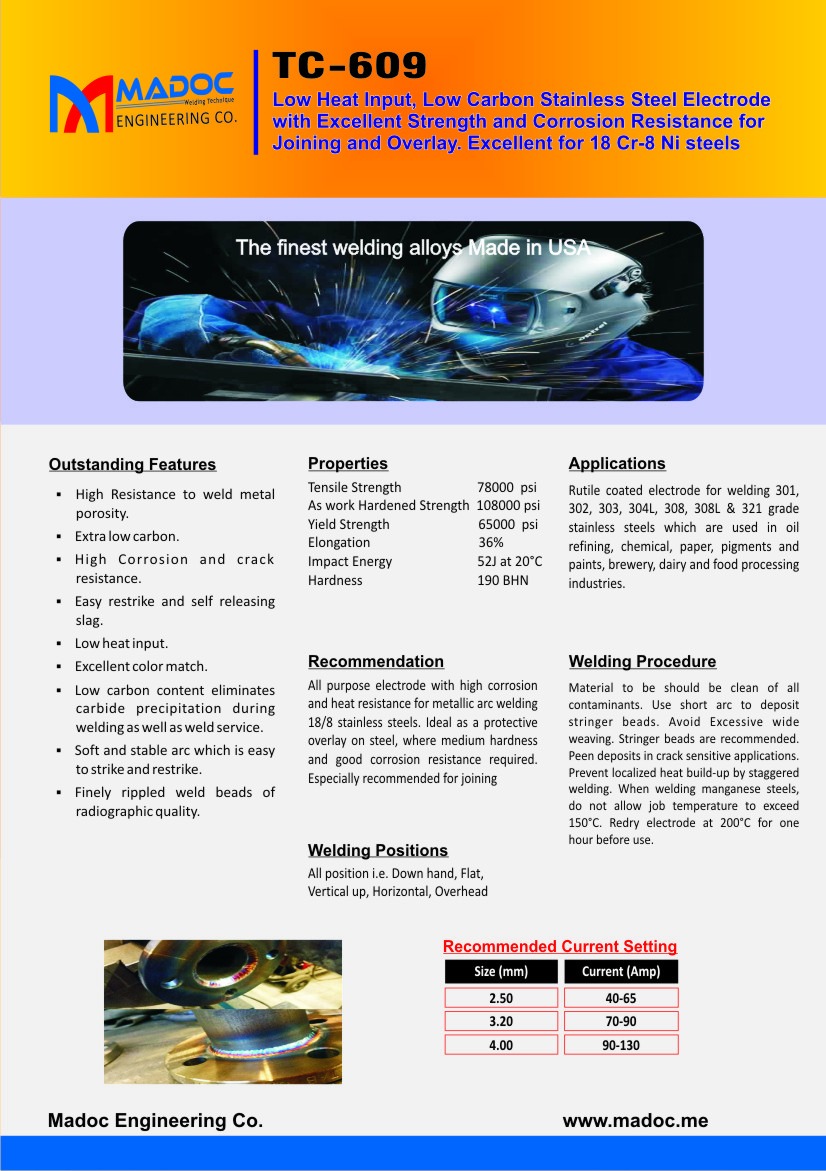 MADOC
Welding Technique
ENGINEERING CO.
TC-609
Low Heat Input, Low Carbon Stainless Steel Electrode
with Excellent Strength and Corrosion Resistance for
Joining and Overlay. Excellent for 18 Cr-8 Ni steels
The finest welding alloys Made in USA
optrel
Outstanding Features
▪ High Resistance to weld metal
porosity.
▪ Extra low carbon.
▪ High Corrosion and crack
resistance.
▪ Easy restrike and self releasing
slag.
▪ Low heat input.
▪ Excellent color match.
▪ Low carbon content eliminates
carbide precipitation during
welding as well as weld service.
▪ Soft and stable arc which is easy
to strike and restrike.
▪ Finely rippled weld beads of
radiographic quality.
Properties
Tensile Strength 78000 psi
As work Hardened Strength 108000 psi
Yield Strength 65000 psi
Elongation 36%
Impact Energy 52J at 20°C
Hardness 190 BHN
Applications
Rutile coated electrode for welding 301,
302, 303, 304L, 308, 308L & 321 grade
stainless steels which are used in oil
refining, chemical, paper, pigments and
paints, brewery, dairy and food processing
industries.
Recommendation
All purpose electrode with high corrosion
and heat resistance for metallic arc welding
18/8 stainless steels. Ideal as a protective
overlay on steel, where medium hardness
and good corrosion resistance required.
Especially recommended for joining
Welding Procedure
Material to be should be clean of all
contaminants. Use short arc to deposit
stringer beads. Avoid Excessive wide
weaving. Stringer beads are recommended.
Peen deposits in crack sensitive applications.
Prevent localized heat build-up by staggered
welding. When welding manganese steels,
do not allow job temperature to exceed
150°C. Redry electrode at 200°C for one
hour before use.
Welding Positions
All position i.e. Down hand, Flat,
Vertical up, Horizontal, Overhead
Recommended Current Setting
Size (mm) Current (Amp)
2.50 40-65
3.20 70-90
4.00 90-130
Madoc Engineering Co.
www.madoc.me